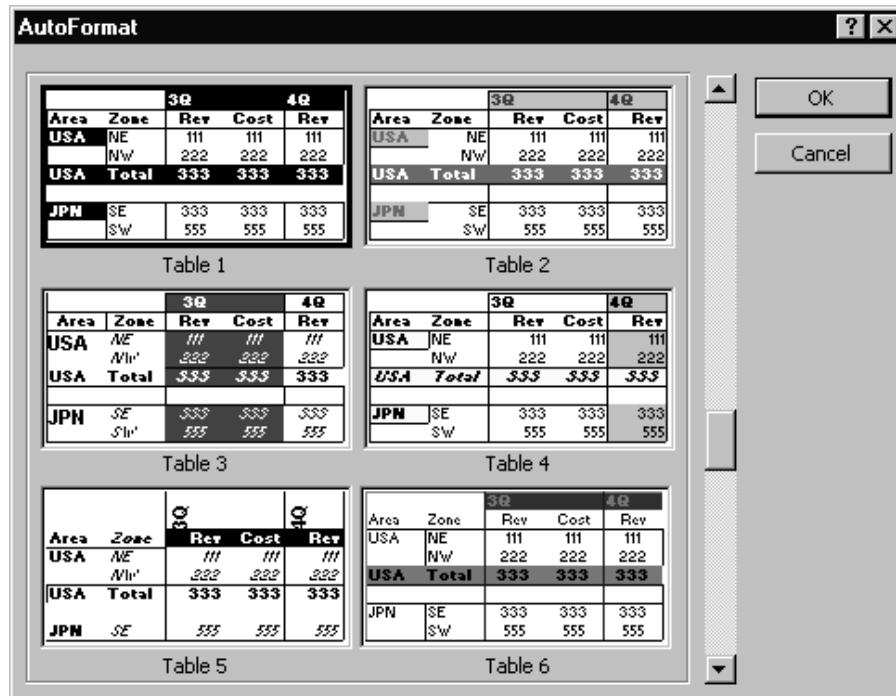 AutoFormat
OK
Cancel
3Q 4Q
Area Zone Rev Cost Rev
USA NE 111 111 111
NW 222 222 222
USA Total 333 333 333
JPN SE 333 333 333
SW 555 555 555
Table 1
3Q 4Q
Rev Cost Rev
USA NE 111 111 111
NW 222 222 222
USA Total 333 333 333
JPN SE 333 333 333
SW 555 555 555
Table 2
3Q 4Q
Area Zone Rev Cost Rev
USA NE 111 111 111
NW 222 222 222
USA Total 333 333 333
JPN SE 333 333 333
SW 555 555 555
Table 3
3Q 4Q
Area Zone Rev Cost Rev
USA NE 111 111 111
NW 222 222 222
USA Total 333 333 333
JPN SE 333 333 333
SW 555 555 555
Table 4
3Q 4Q
Area Zone Rev Cost Rev
USA NE 111 111 111
NW 222 222 222
USA Total 333 333 333
JPN SE 555 555 555
Table 5
3Q 4Q
Area Zone Rev Cost Rev
USA NE 111 111 111
NW 222 222 222
USA Total 333 333 333
JPN SE 333 333 333
SW 555 555 555
Table 6